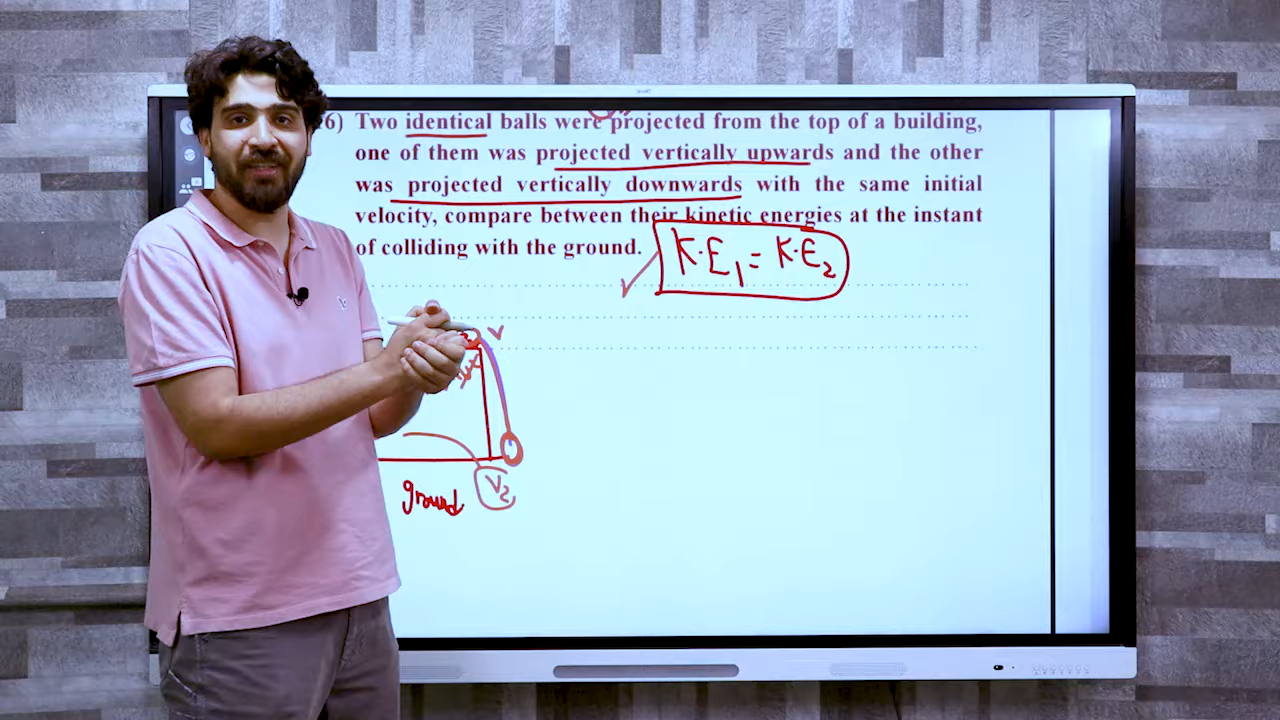 26) Two identical balls were projected from the top of a building,
one of them was projected vertically upwards and the other
was projected vertically downwards with the same initial
velocity, compare between their kinetic energies at the instant
of colliding with the ground.
K.E1 = K.E2
V
ground
V2